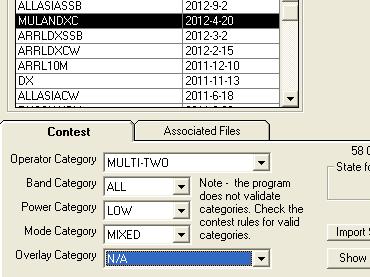 ALLASIASSB 2012-9-2
MULANDXC 2012-4-20
ARRLDXSSB 2012-3-2
ARRLDXCW 2012-2-15
ARRL10M 2011-12-10
DX 2011-11-13
ALLASIACW 2011-6-18
Contest Associated Files
Operator Category MULTI-TWO
Band Category ALL
Power Category LOW
Mode Category MIXED
Overlay Category N/A
Note - the program
does not validate
categories. Check the
contest rules for valid
categories.
58
State fo
Import
Show